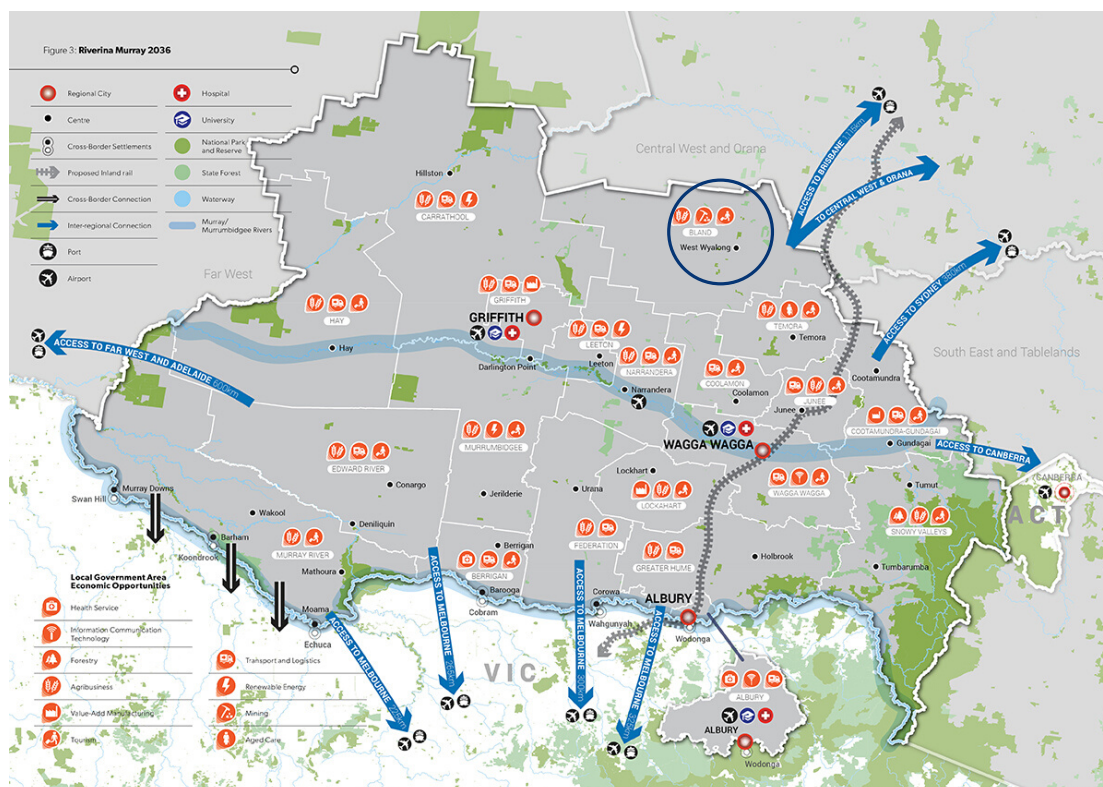 Figure 3: Riverina Murray 2036
Regional City
Hospital
Centre
University
Cross-Border Settlements
National Park
and Reserve
Proposed Inland rail
State Forest
Cross-Border Connection
Waterway
Inter-regional Connection
Murray/
Murrumbidgee Rivers
Port
Airport
Central West and Orana
Far West
South East and Tablelands
ACCESS TO BRISBANE 1115km
TO CENTRAL WEST & ORANA
ACCESS TO SYDNEY 380km
Hillston
CARRATHOOL
BLAND
West Wyalong
GRIFFITH
GRIFFITH
HAY
Hay
ACCESS TO FAR WEST AND ADELAIDE 600km
LEETON
Leeton
Darlington Point
NARRANDERA
Narrandera
TEMORA
Temora
COOLAMON
Coolamon
JUNEE
Junee
Cootamundra
COOTAMUNDRA-GUNDAGAI
Gundagai
ACCESS TO CANBERRA
CANBERRA
ACT
WAGGA WAGGA
WAGGA WAGGA
MURRUMBIDGEE
EDWARD RIVER
Conargo
Jerilderie
Lockhart
Urana
LOCKAHART
Tumut
SNOWY VALLEYS
Tumbarumba
Holbrook
Murray Downs
Swan Hill
Wakool
Deniliquin
Barham
Koondrook
MURRAY RIVER
Mathoura
Moama
Echuca
Berrigan
BERRIGAN
Barooga
Cobram
FEDERATION
GREATER HUME
Corowa
Wahgunyah
ALBURY
Wodonga
ACCESS TO MELBOURNE
ACCESS TO MELBOURNE
ACCESS TO MELBOURNE 300km
ACCESS TO MELBOURNE
VIC
ALBURY
ALBURY
Wodonga
Local Government Area
Economic Opportunities
Health Service
Information Communication
Technology
Forestry
Transport and Logistics
Agribusiness
Renewable Energy
Value-Add Manufacturing
Mining
Tourism
Aged Care